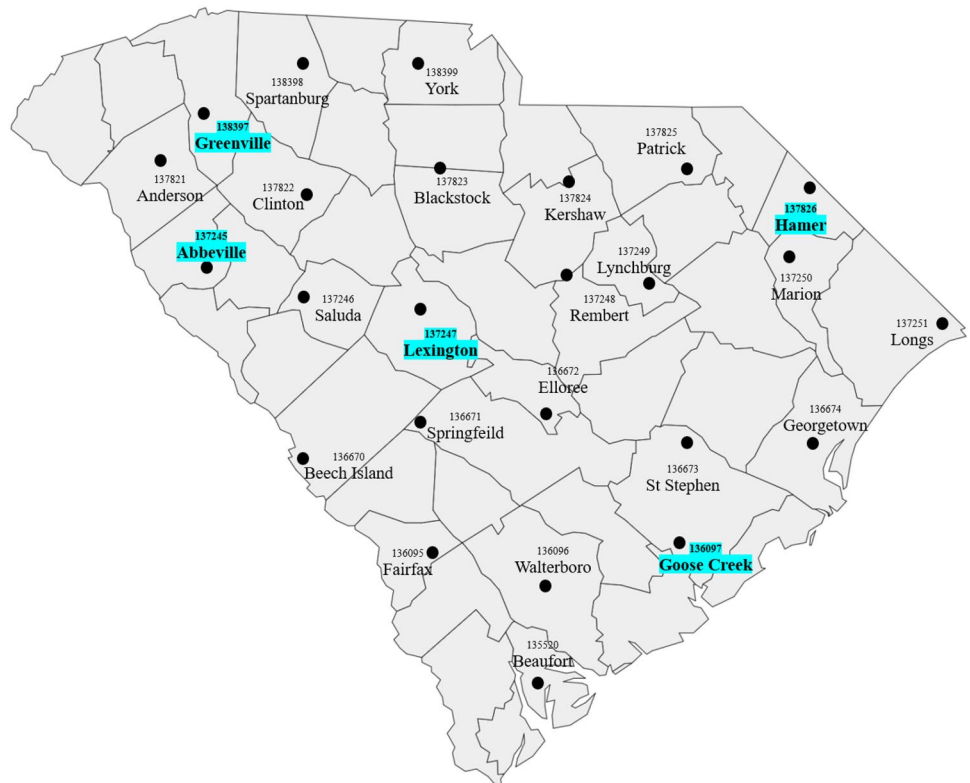 138398
Spartanburg
138399
York
138397
Greenville
137825
Patrick
137821
Anderson
137822
Clinton
137823
Blackstock
137824
Kershaw
137826
Hamer
137245
Abbeville
137249
Lynchburg
137250
Marion
137246
Saluda
137247
Lexington
137248
Rembert
137251
Longs
136672
Elloree
136671
Springfeild
136674
Georgetown
136670
Beech Island
136673
St Stephen
136095
Fairfax
136096
Walterboro
136097
Goose Creek
135520
Beaufort